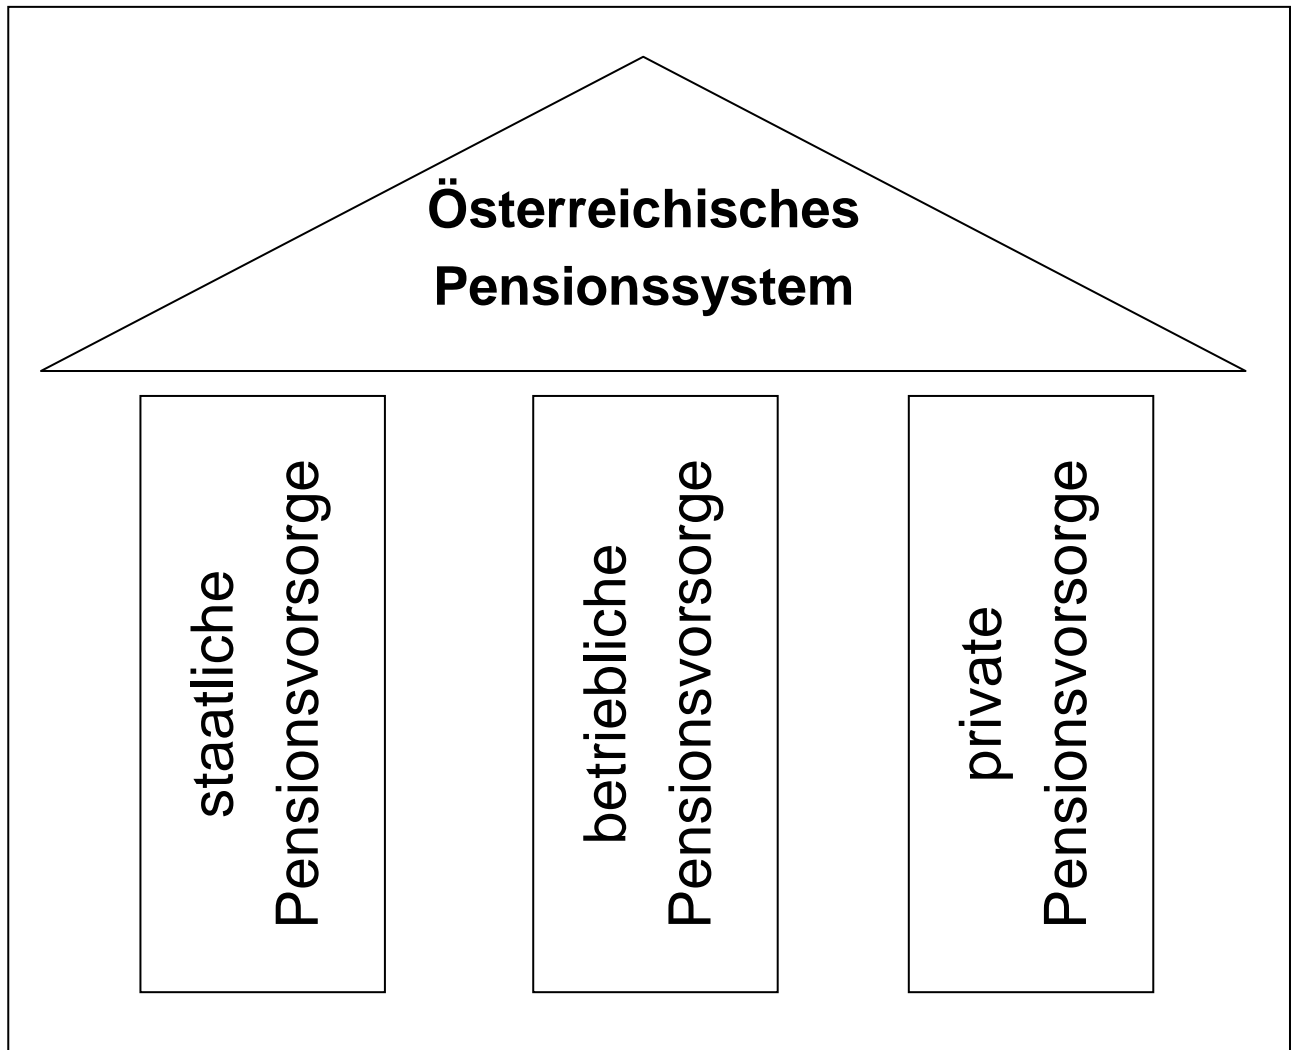 Österreichisches
Pensionssystem
staatliche
Pensionsvorsorge
betriebliche
Pensionsvorsorge
private
Pensionsvorsorge